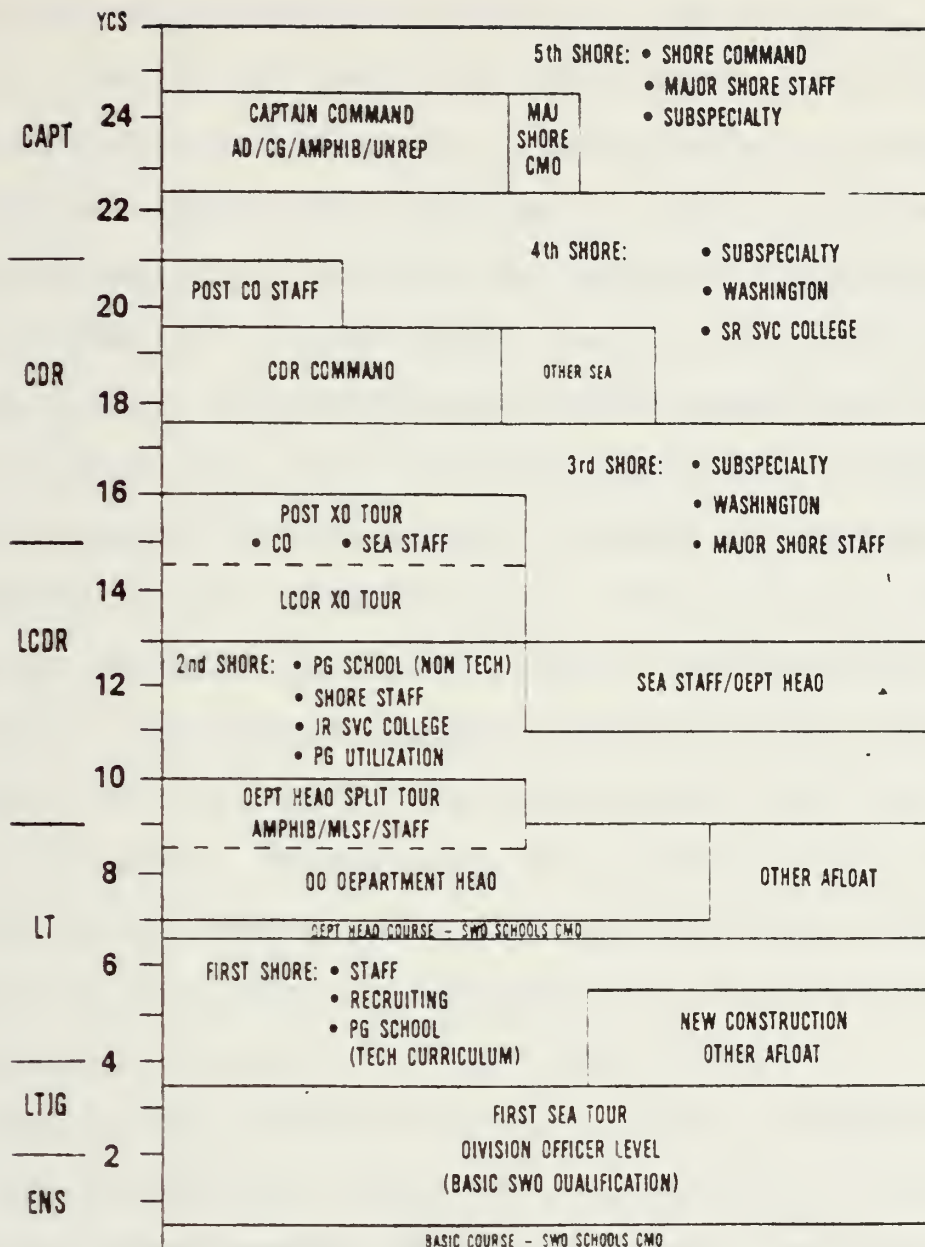 YCS
5th SHORE: • SHORE COMMAND
• MAJOR SHORE STAFF
• SUBSPECIALTY
24
CAPT
CAPTAIN COMMAND
AD/CG/AMPHIB/UNREP
MAJ
SHORE
CMO
22
4th SHORE: • SUBSPECIALTY
• WASHINGTON
• SR SVC COLLEGE
POST CO STAFF
20
CDR
CDR COMMAND
OTHER SEA
18
3rd SHORE: • SUBSPECIALTY
• WASHINGTON
• MAJOR SHORE STAFF
16
POST XO TOUR
• CO • SEA STAFF
14
LCDR XO TOUR
LCDR
2nd SHORE: • PG SCHOOL (NON TECH)
• SHORE STAFF
• JR SVC COLLEGE
• PG UTILIZATION
12
SEA STAFF/DEPT HEAD
10
DEPT HEAD SPLIT TOUR
AMPHIB/MLSF/STAFF
8
DD DEPARTMENT HEAD
OTHER AFLOAT
LT
DEPT HEAD COURSE - SWO SCHOOLS CMD
6
FIRST SHORE: • STAFF
• RECRUITING
• PG SCHOOL
(TECH CURRICULUM)
NEW CONSTRUCTION
OTHER AFLOAT
4
LTJG
FIRST SEA TOUR
DIVISION OFFICER LEVEL
(BASIC SWO QUALIFICATION)
2
ENS
BASIC COURSE - SWO SCHOOLS CMD